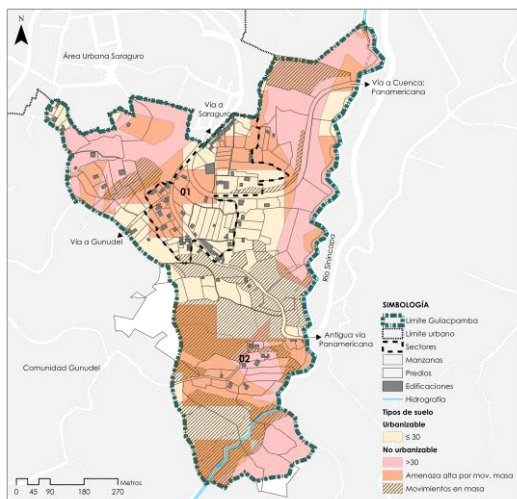 N
Área Urbana Saraguro
Vía a Cuenca:
Panamericana
Vía a
Saraguro
01
Vía a Gunudel
Río Sinincapa
Antigua vía
Panamericana
02
Comunidad Gunudel
SIMBOLOGÍA
Límite Gulacpamba
Límite urbano
Sectores
Manzanas
Predios
Edificaciones
Hidrografía
Tipos de suelo
Urbanizable
≤ 30
No urbanizable
>30
Amenaza alta por mov. masa
Movimientos en masa
0 45 90 180 270
Metros